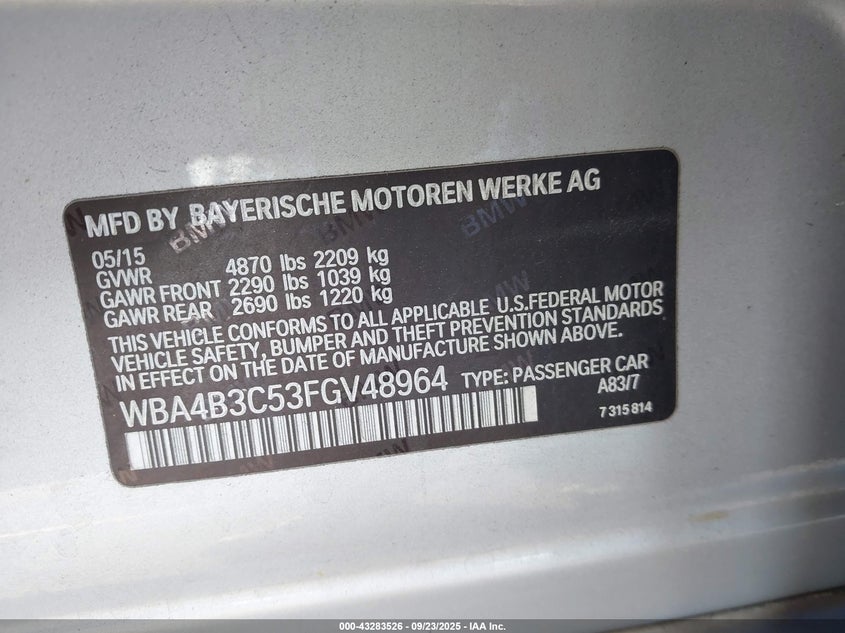 MFD BY BAYERISCHE MOTOREN WERKE AG
05/15
GVWR 4870 lbs 2209 kg
GAWR FRONT 2290 lbs 1039 kg
GAWR REAR 2690 lbs 1220 kg
THIS VEHICLE CONFORMS TO ALL APPLICABLE U.S.FEDERAL MOTOR
VEHICLE SAFETY, BUMPER AND THEFT PREVENTION STANDARDS
IN EFFECT ON THE DATE OF MANUFACTURE SHOWN ABOVE.
WBA4B3C53FGV48964 TYPE: PASSENGER CAR
A83/7
7 315 814
000-43283526 - 09/23/2025 - IAA Inc.